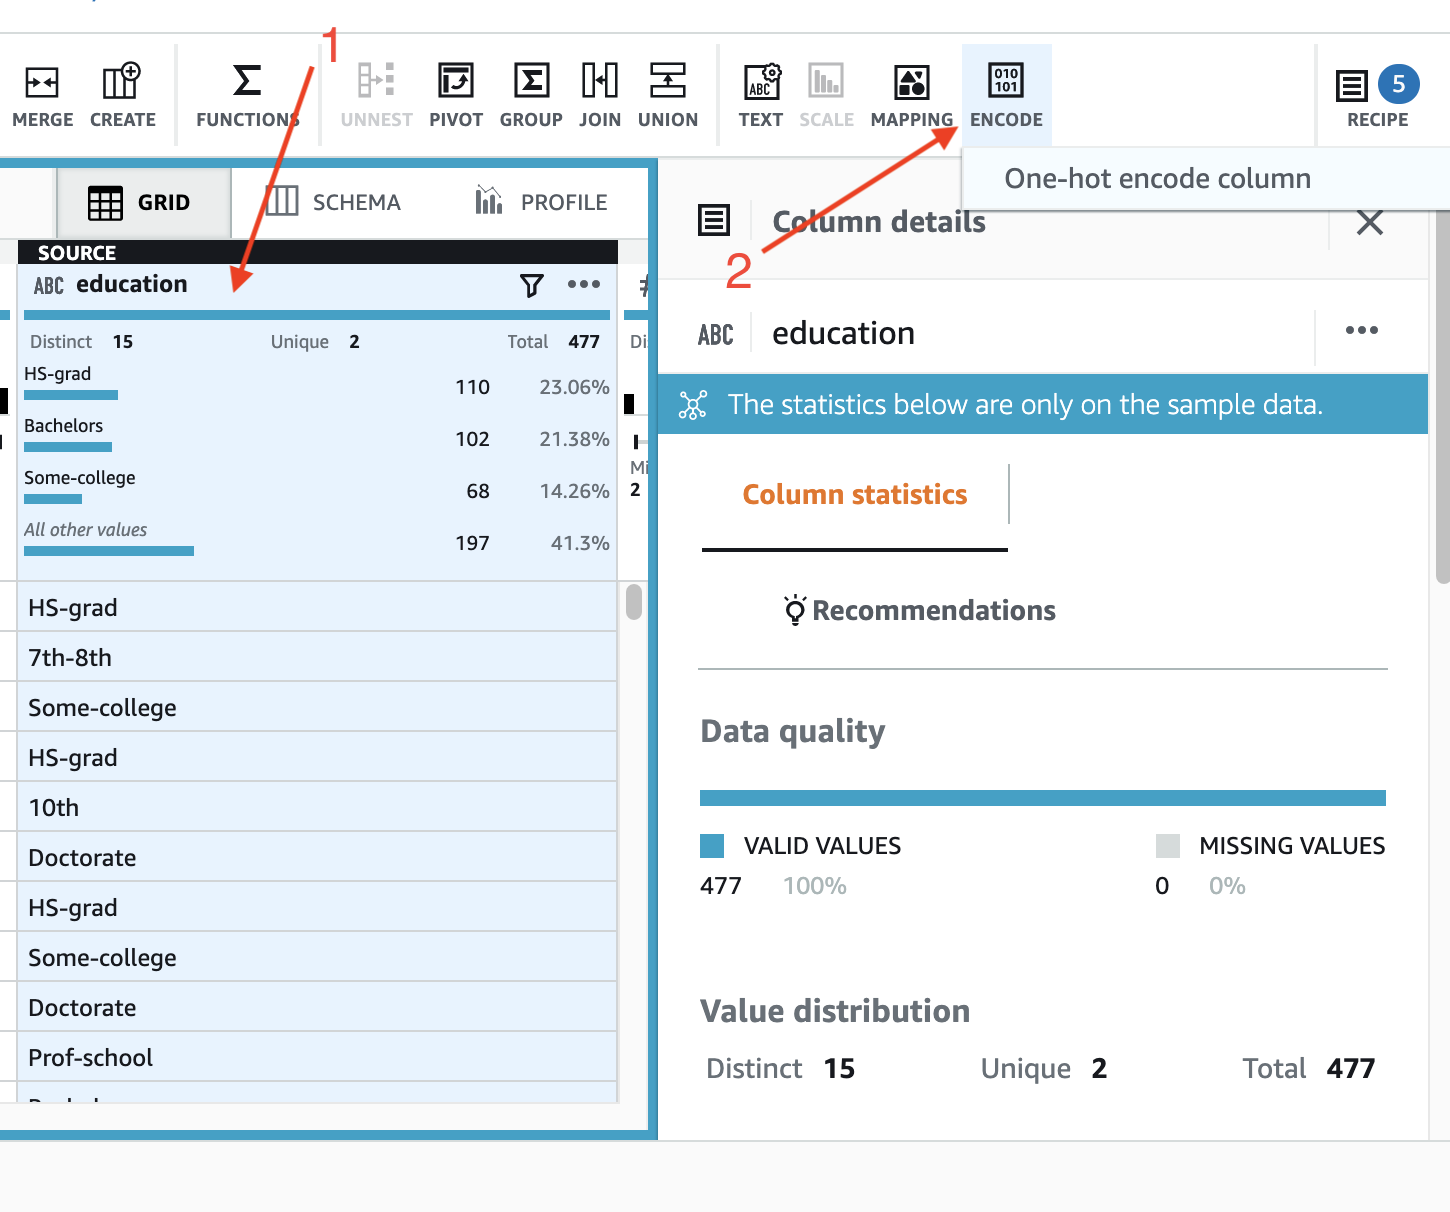 1
MERGE CREATE FUNCTIONS UNNEST PIVOT GROUP JOIN UNION TEXT SCALE MAPPING ENCODE 5 RECIPE
One-hot encode column
GRID SCHEMA PROFILE
Column details
2
SOURCE
ABC education
Distinct 15 Unique 2 Total 477
HS-grad 110 23.06%
Bachelors 102 21.38%
Some-college 68 14.26%
All other values 197 41.3%
2
HS-grad
7th-8th
Some-college
HS-grad
10th
Doctorate
HS-grad
Some-college
Doctorate
Prof-school
ABC education
The statistics below are only on the sample data.
Column statistics
Recommendations
Data quality
VALID VALUES MISSING VALUES
477 100% 0 0%
Value distribution
Distinct 15 Unique 2 Total 477